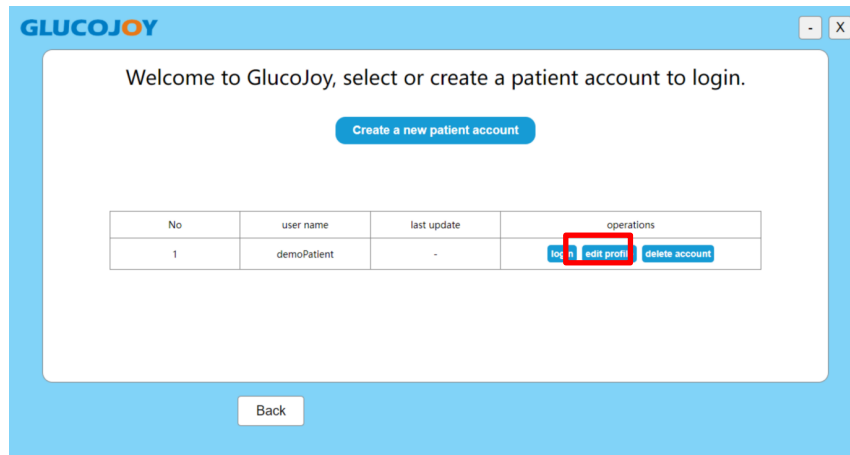 GLUCOJOY
- X
Welcome to GlucoJoy, select or create a patient account to login.
Create a new patient account
No user name last update operations
1 demoPatient - login edit profile delete account
Back